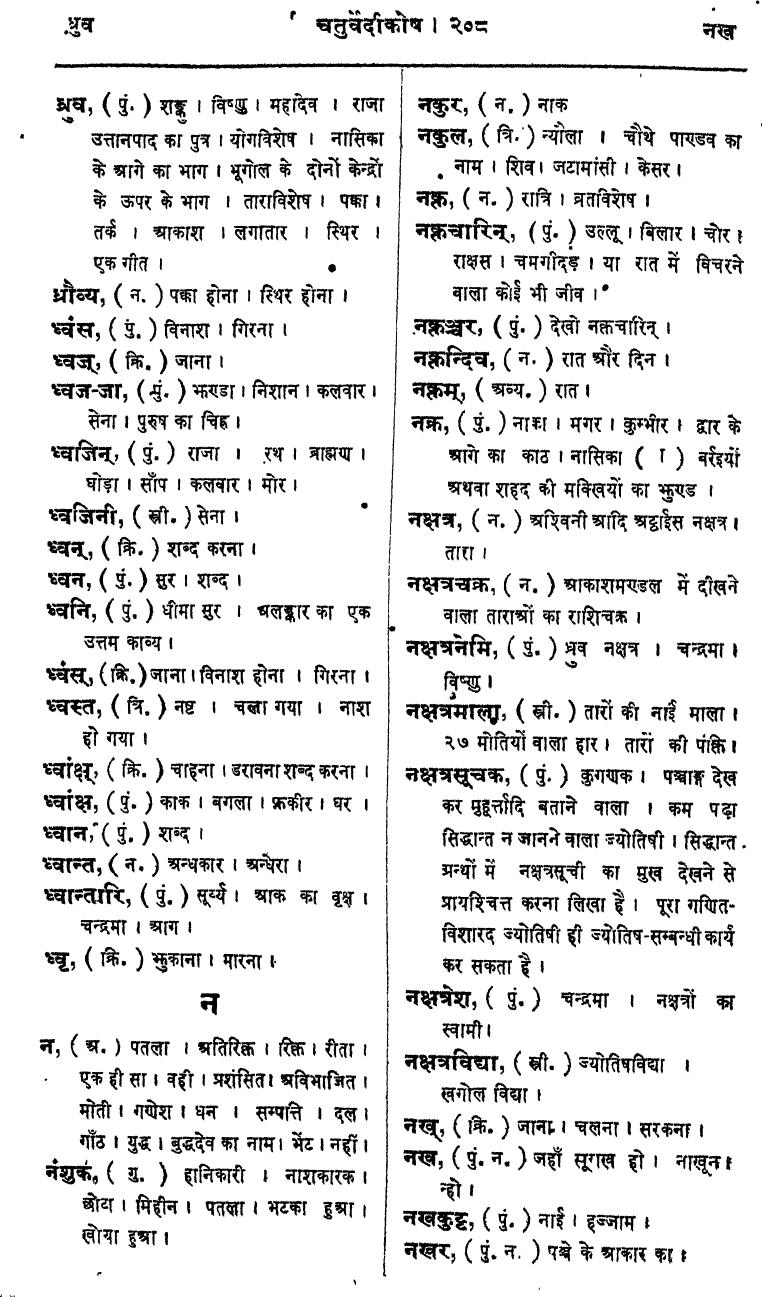 ध्रुव
चतुर्वेदीकोष । २०८
नख
ध्रुव, ( पुं. ) शङ्कु । विष्णु । महादेव । राजा
उत्तानपाद का पुत्र । योगविशेष । नासिका
के आगे का भाग । भूगोल के दोनों केन्द्रों
के ऊपर के भाग । ताराविशेष । पक्का ।
तर्क । आकाश । लगातार । स्थिर ।
एक गीत ।
ध्रौव्य, ( न. ) पक्का होना । स्थिर होना ।
ध्वंस, ( पुं. ) विनाश । गिरना ।
ध्वज्, ( क्रि. ) जाना ।
ध्वज-जा, ( पुं. ) झण्डा । निशान । कलवार ।
सेना । पुरुष का चिह्न ।
ध्वजिन्, ( पुं. ) राजा । रथ । ब्राह्मण ।
घोड़ा । साँप । कलवार । मोर ।
ध्वजिनी, ( स्त्री. ) सेना ।
ध्वन्, ( क्रि. ) शब्द करना ।
ध्वन, ( पुं. ) सुर । शब्द ।
ध्वनि, ( पुं. ) धीमा सुर । अलङ्कार का एक
उत्तम काव्य ।
ध्वंस्, (क्रि.) जाना । विनाश होना । गिरना ।
ध्वस्त, ( त्रि. ) नष्ट । चला गया । नाश
हो गया ।
ध्वांक्ष्, ( क्रि. ) चाहना । डरावना शब्द करना ।
ध्वांक्ष, ( पुं. ) काक । बगला । फ़कीर । घर ।
ध्वान, ( पुं. ) शब्द ।
ध्वान्त, ( न. ) अन्धकार । अन्धेरा ।
ध्वान्तारि, ( पुं. ) सूर्य्य । आक का वृक्ष ।
चन्द्रमा । आग ।
ध्वृ, ( क्रि. ) झुकाना । मारना ।
न
न, ( अ. ) पतला । अतिरिक्त । रिक्त । रीता ।
एक ही सा । वही । प्रशंसित । अविभाजित ।
मोती । गणेश । धन । सम्पत्ति । दल ।
गाँठ । युद्ध । बुद्धदेव का नाम । भेंट । नहीं ।
नंशुक, ( गु. ) हानिकारी । नाशकारक ।
छोटा । मिहीन । पतला । भटका हुआ ।
खोया हुआ ।
नकुर, ( न. ) नाक
नकुल, ( त्रि. ) न्यौला । चौथे पाण्डव का
नाम । शिव । जटामांसी । केसर ।
नक्त, ( न. ) रात्रि । व्रतविशेष ।
नक्तचारिन्, ( पुं. ) उल्लू । बिलार । चोर ।
राक्षस । चमगीदड़ । या रात में विचरने
वाला कोई भी जीव ।
नक्तञ्चर, ( पुं. ) देखो नक्तचारिन् ।
नक्तन्दिव, ( न. ) रात और दिन ।
नक्तम्, ( अव्य. ) रात ।
नक्र, ( पुं. ) नाका । मगर । कुम्भीर । द्वार के
आगे का काठ । नासिका ( ा ) बर्रइयों
अथवा शहद की मक्खियों का झुण्ड ।
नक्षत्र, ( न. ) अश्विनी आदि अट्ठाईस नक्षत्र ।
तारा ।
नक्षत्रचक्र, ( न. ) आकाशमण्डल में दीखने
वाला ताराओं का राशिचक्र ।
नक्षत्रनेमि, ( पुं. ) ध्रुव नक्षत्र । चन्द्रमा ।
विष्णु ।
नक्षत्रमाला, ( स्त्री. ) तारों की नाई माला ।
२७ मोतियों वाला हार । तारों की पंक्ति ।
नक्षत्रसूचक, ( पुं. ) कुगणक । पञ्चाङ्ग देख
कर मुहूर्त्तादि बताने वाला । कम पढ़ा
सिद्धान्त न जानने वाला ज्योतिषी । सिद्धान्त
ग्रन्थों में नक्षत्रसूची का मुख देखने से
प्रायश्चित्त करना लिखा है । पूरा गणित-
विशारद ज्योतिषी ही ज्योतिष-सम्बन्धी कार्य
कर सकता है ।
नक्षत्रेश, ( पुं. ) चन्द्रमा । नक्षत्रों का
स्वामी ।
नक्षत्रविद्या, ( स्त्री. ) ज्योतिषविद्या ।
खगोल विद्या ।
नख्, ( क्रि. ) जाना । चलना । सरकना ।
नख, ( पुं. न. ) जहाँ सूराख हो । नाखून ।
न्हो ।
नखकुट्ट, ( पुं. ) नाई । हज्जाम ।
नखर, ( पुं. न. ) पञ्जे के आकार का ।